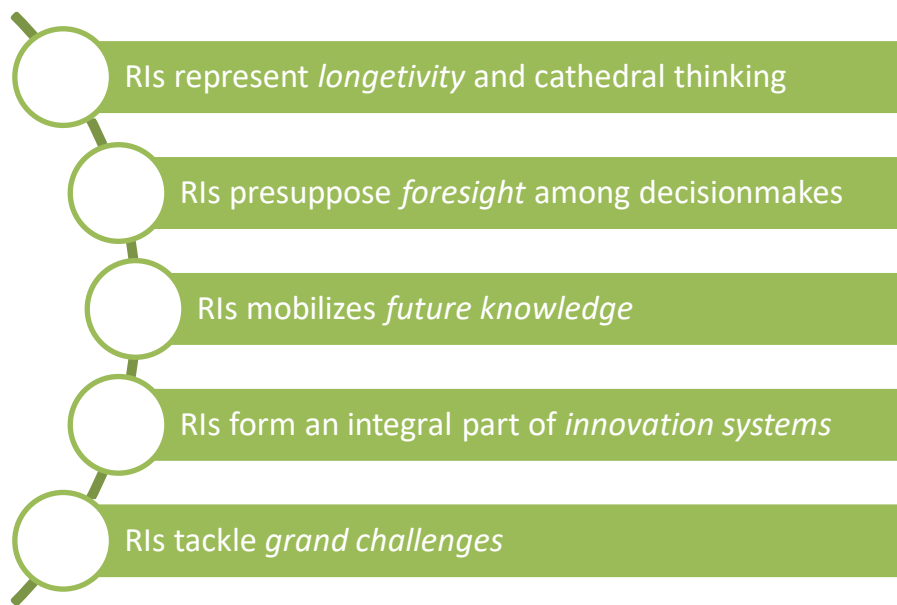 RIs represent longetivity and cathedral thinking
RIs presuppose foresight among decisionmakes
RIs mobilizes future knowledge
RIs form an integral part of innovation systems
RIs tackle grand challenges